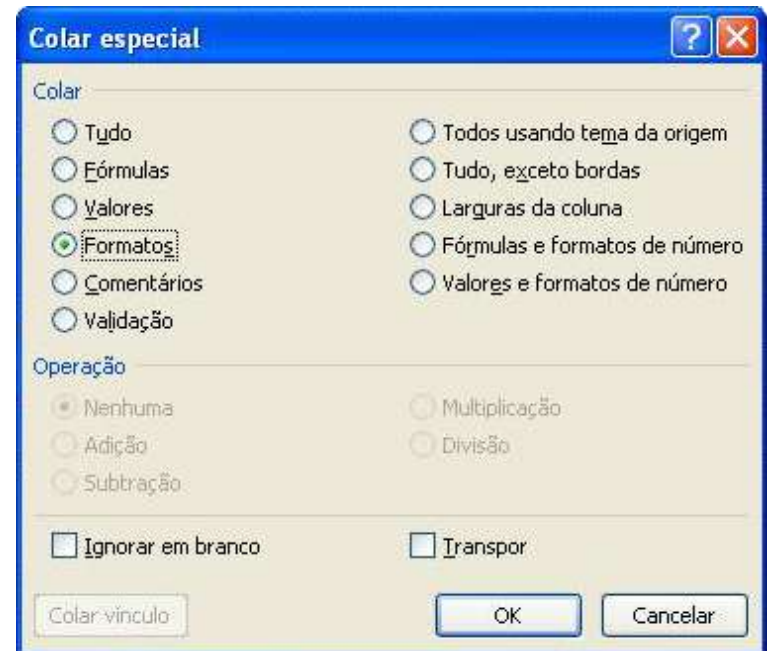 Colar especial
Colar
Tudo
Todos usando tema da origem
Fórmulas
Tudo, exceto bordas
Valores
Larguras da coluna
Formatos
Fórmulas e formatos de número
Comentários
Valores e formatos de número
Validação
Operação
Nenhuma
Multiplicação
Adição
Divisão
Subtração
Ignorar em branco
Transpor
Colar vínculo
OK
Cancelar